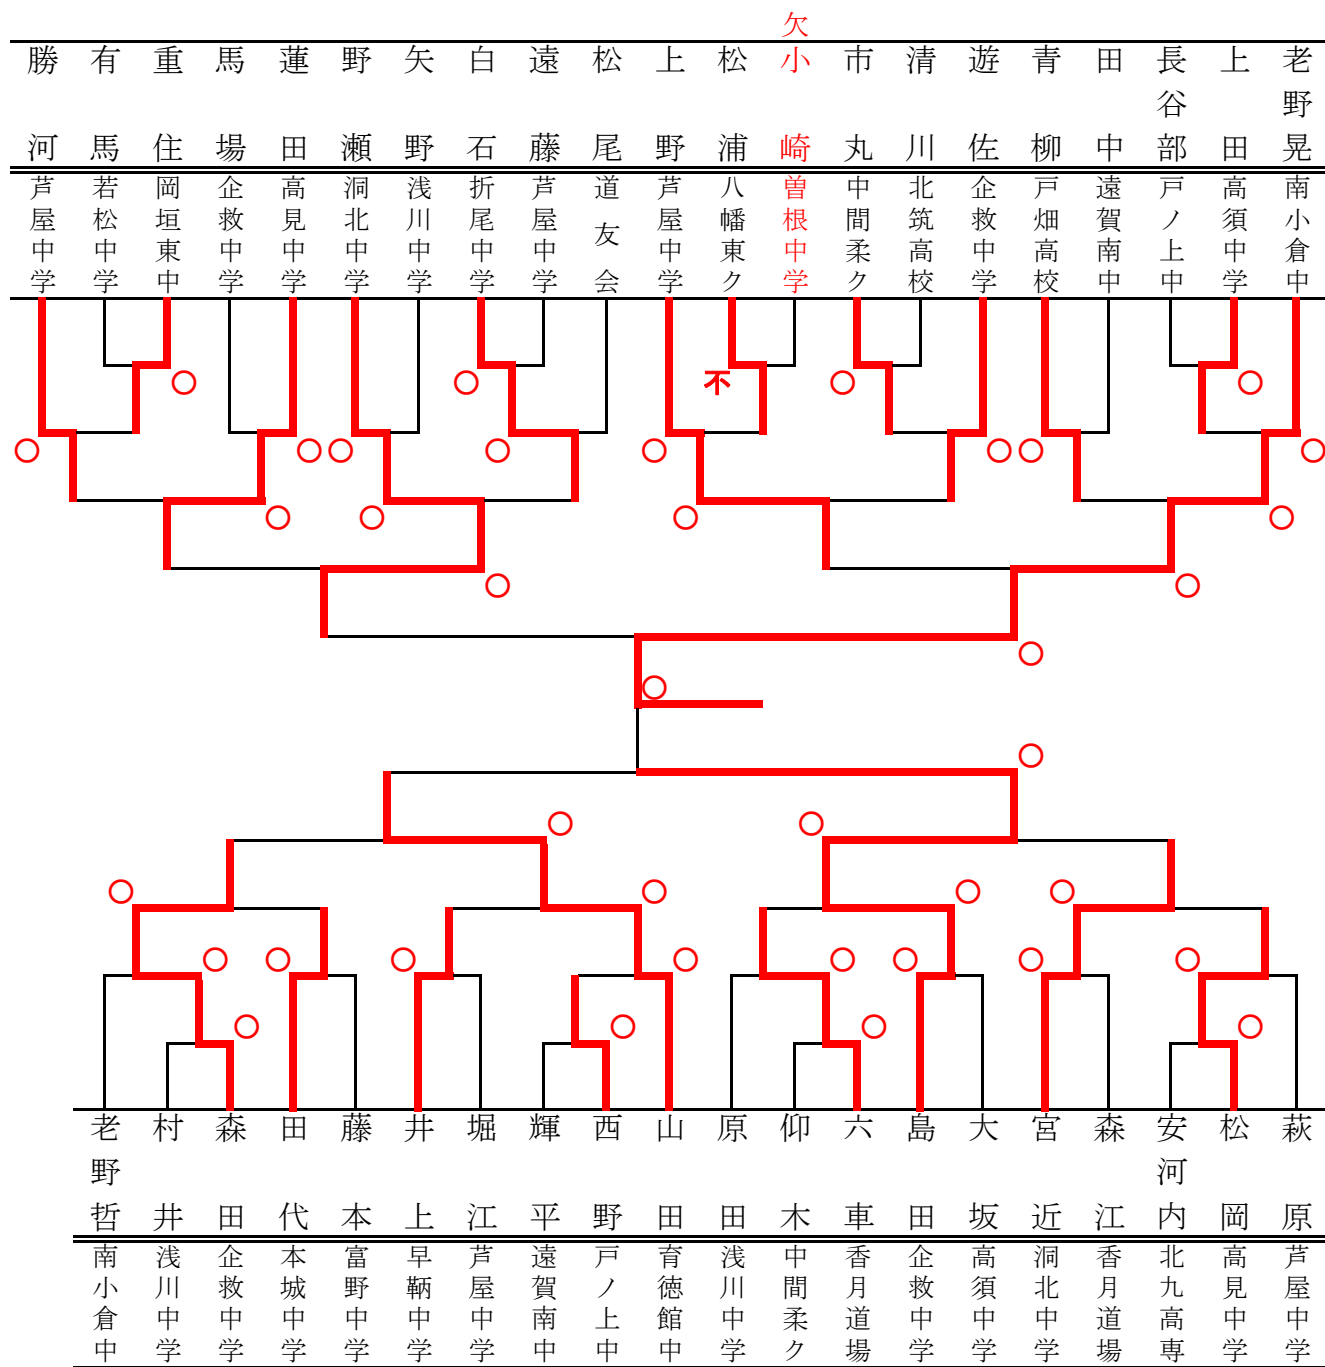 欠
勝河 有馬 重住 馬場 蓮田 野瀬 矢野 白石 遠藤 松尾 上野 松浦 小崎 市丸 清川 遊佐 青柳 田中 長谷部 上田 老野晃
芦屋中学 若松中学 岡垣東中 企救中学 高見中学 洞北中学 浅川中学 折尾中学 芦屋中学 道友会 芦屋中学 八幡東ク 曽根中学 中間柔ク 北筑高校 企救中学 戸畑高校 遠賀南中 戸ノ上中 高須中学 南小倉中
不
老野哲 村井 森田 田代 藤本 井上 堀江 輝平 西野 山田 原田 仰木 六車 島田 大坂 宮近 森江 安河内 松岡 萩原
南小倉中 浅川中学 企救中学 本城中学 富野中学 早鞆中学 芦屋中学 遠賀南中 戸ノ上中 育徳館中 浅川中学 中間柔ク 香月道場 企救中学 高須中学 洞北中学 香月道場 北九高専 高見中学 芦屋中学